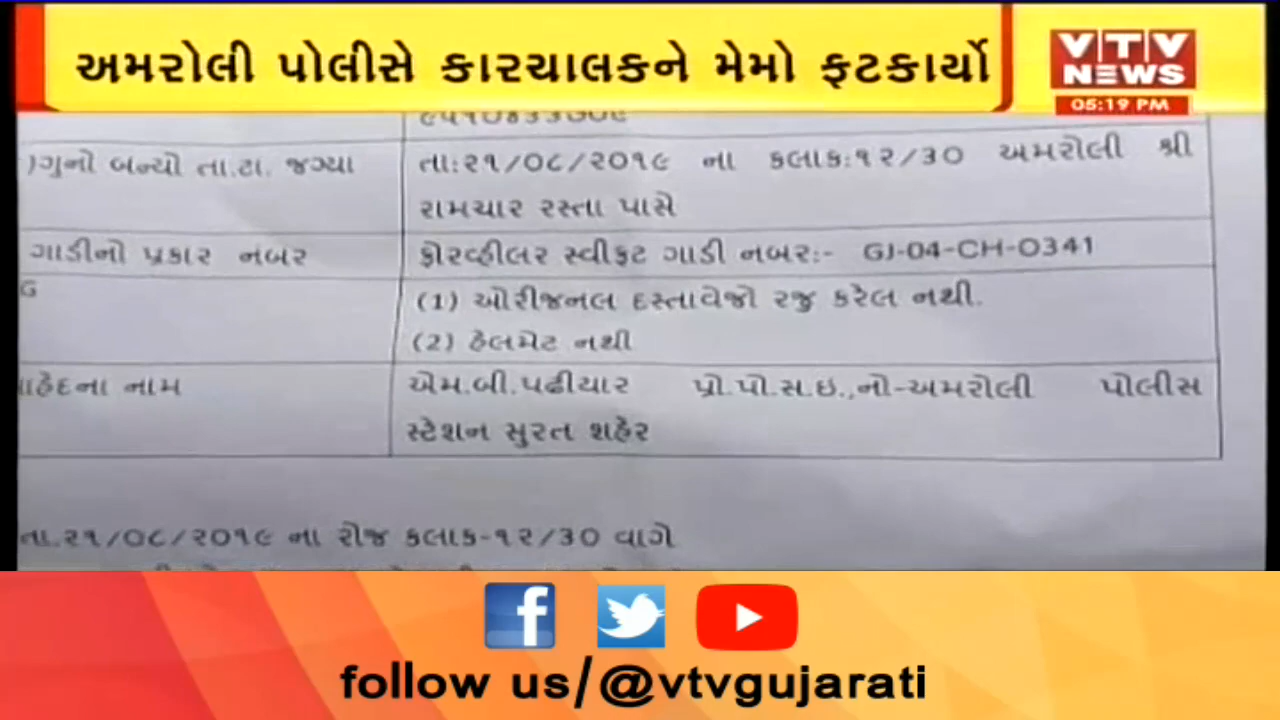 અમરોલી પોલીસે કારચાલકને મેમો ફટકાર્યો
VTV NEWS
05:19 PM
ગુનો બન્યો તા.ટા. જગ્યા
તા:૨૧/૦૮/૨૦૧૯ ના કલાક:૧૨/૩૦ અમરોલી શ્રી
રામચાર રસ્તા પાસે
ગાડીનો પ્રકાર નંબર
ફોરવ્હીલર સ્વીફ્ટ ગાડી નંબર:- GJ-04-CH-0341
G
(1) ઓરીજનલ દસ્તાવેજો રજુ કરેલ નથી.
(2) હેલમેટ નથી
ાહેદના નામ
એમ.બી.પઢીયાર પ્રો.પો.સ.ઇ.,નો-અમરોલી પોલીસ
સ્ટેશન સુરત શહેર
તા.૨૧/૦૮/૨૦૧૯ ના રોજ કલાક-૧૨/૩૦ વાગે
follow us/@vtvgujarati